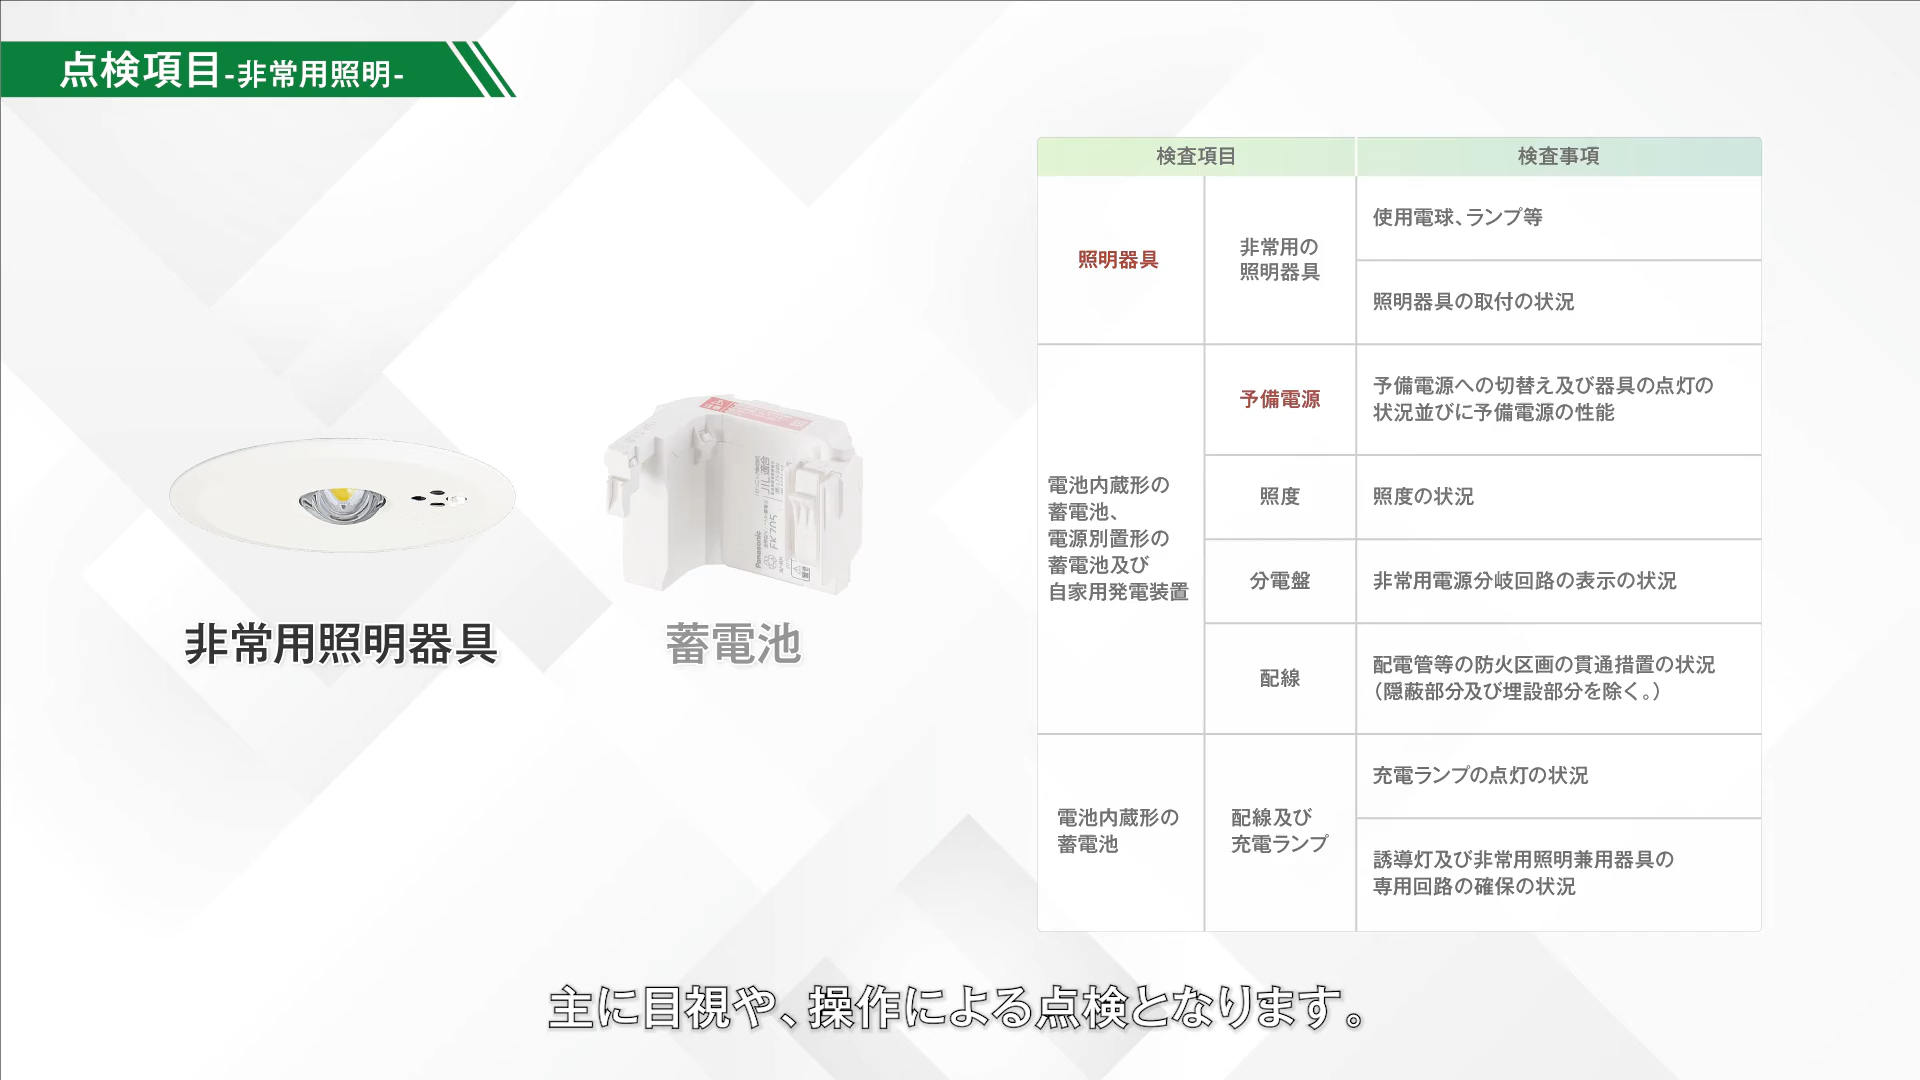 点検項目-非常用照明-
検査項目
検査事項
照明器具
非常用の
照明器具
使用電球、ランプ等
照明器具の取付の状況
電池内蔵形の
蓄電池、
電源別置形の
蓄電池及び
自家用発電装置
予備電源
予備電源への切替え及び器具の点灯の
状況並びに予備電源の性能
照度
照度の状況
分電盤
非常用電源分岐回路の表示の状況
配線
配電管等の防火区画の貫通措置の状況
（隠蔽部分及び埋設部分を除く。）
電池内蔵形の
蓄電池
配線及び
充電ランプ
充電ランプの点灯の状況
誘導灯及び非常用照明兼用器具の
専用回路の確保の状況
Panasonic
FK705
JIL適合
非常用照明器具
蓄電池
主に目視や、操作による点検となります。